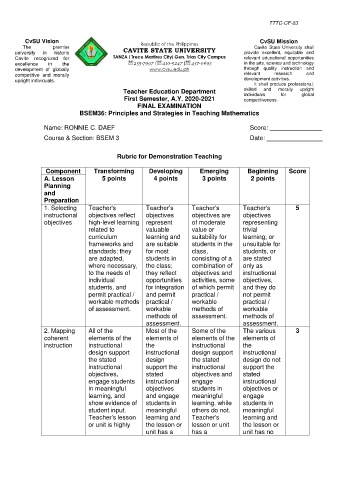 TTTC-OF-03
CvSU Vision
The premier
university in historic
Cavite recognized for
excellence in the
development of globally
competitive and morally
upright individuals.
Republic of the Philippines
CAVITE STATE UNIVERSITY
TANZA | Trece Martires City| Gen. Trias City Campus
www.cvsu.edu.ph
CvSU Mission
Cavite State University shall
provide excellent, equitable and
relevant educational opportunities
in the arts, science and technology
through quality instruction and
relevant research and
development activities.
It shall produce professional,
skilled and morally upright
individuals for global
competitiveness.
Teacher Education Department
First Semester, A.Y. 2020-2021
FINAL EXAMINATION
BSEM36: Principles and Strategies in Teaching Mathematics
Name: RONNIE C. DAEF Score: ______________
Course & Section: BSEM 3 Date: ______________
Rubric for Demonstration Teaching
Component Transforming Developing Emerging Beginning Score
A. Lesson 5 points 4 points 3 points 2 points
Planning
and
Preparation
1. Selecting Teacher's Teacher's Teacher's Teacher's 5
instructional objectives reflect objectives objectives are objectives
objectives high-level learning represent of moderate representing
related to valuable value or trivial
curriculum learning and suitability for learning, or
frameworks and are suitable students in the unsuitable for
standards; they for most class, students, or
are adapted, students in consisting of a are stated
where necessary, the class; combination of only as
to the needs of they reflect objectives and instructional
individual opportunities activities, some objectives,
students, and for integration of which permit and they do
permit practical / and permit practical / not permit
workable methods practical / workable practical /
of assessment. workable methods of workable
methods of assessment. methods of
assessment. assessment.
2. Mapping All of the Most of the Some of the The various 3
coherent elements of the elements of elements of the elements of
instruction instructional the instructional the
design support instructional design support instructional
the stated design the stated design do not
instructional support the instructional support the
objectives, stated objectives and stated
engage students instructional engage instructional
in meaningful objectives students in objectives or
learning, and and engage meaningful engage
show evidence of students in learning, while students in
student input. meaningful others do not. meaningful
Teacher's lesson learning and Teacher's learning and
or unit is highly the lesson or lesson or unit the lesson or
unit has a has a unit has no